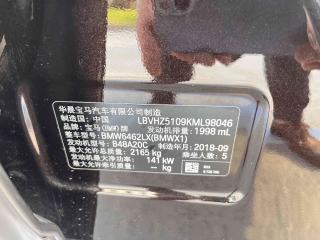 华晨宝马汽车有限公司制造
制造国：中国 LBVHZ5109KML98046
品牌：宝马(BMW)牌 发动机排量：1998 mL
整车型号：BMW6462LX(BMWX1)
发动机型号：B48A20C 制造年月：2018-09
最大允许总质量：2165 kg 乘坐人数：5
发动机最大净功率：141 kW
最大允许牵引质量：-- kg